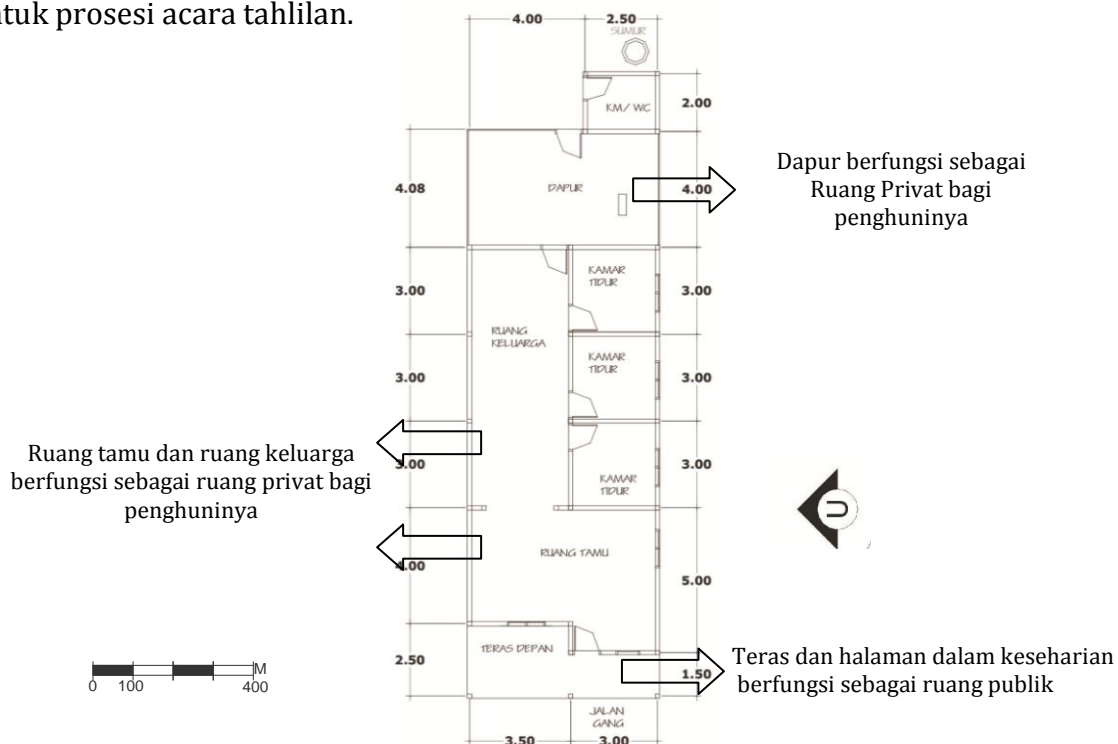 ntuk prosesi acara tahlilan.
4.00
2.50
SUMUR
KM/ WC
2.00
4.08
DAPUR
4.00
Dapur berfungsi sebagai
Ruang Privat bagi
penghuninya
3.00
KAMAR
TIDUR
3.00
RUANG
KELUARGA
3.00
KAMAR
TIDUR
3.00
Ruang tamu dan ruang keluarga
berfungsi sebagai ruang privat bagi
penghuninya
3.00
KAMAR
TIDUR
3.00
U
4.00
RUANG TAMU
5.00
2.50
TERAS DEPAN
1.50
Teras dan halaman dalam keseharian
berfungsi sebagai ruang publik
M
0 100 400
JALAN
GANG
3.50
3.00